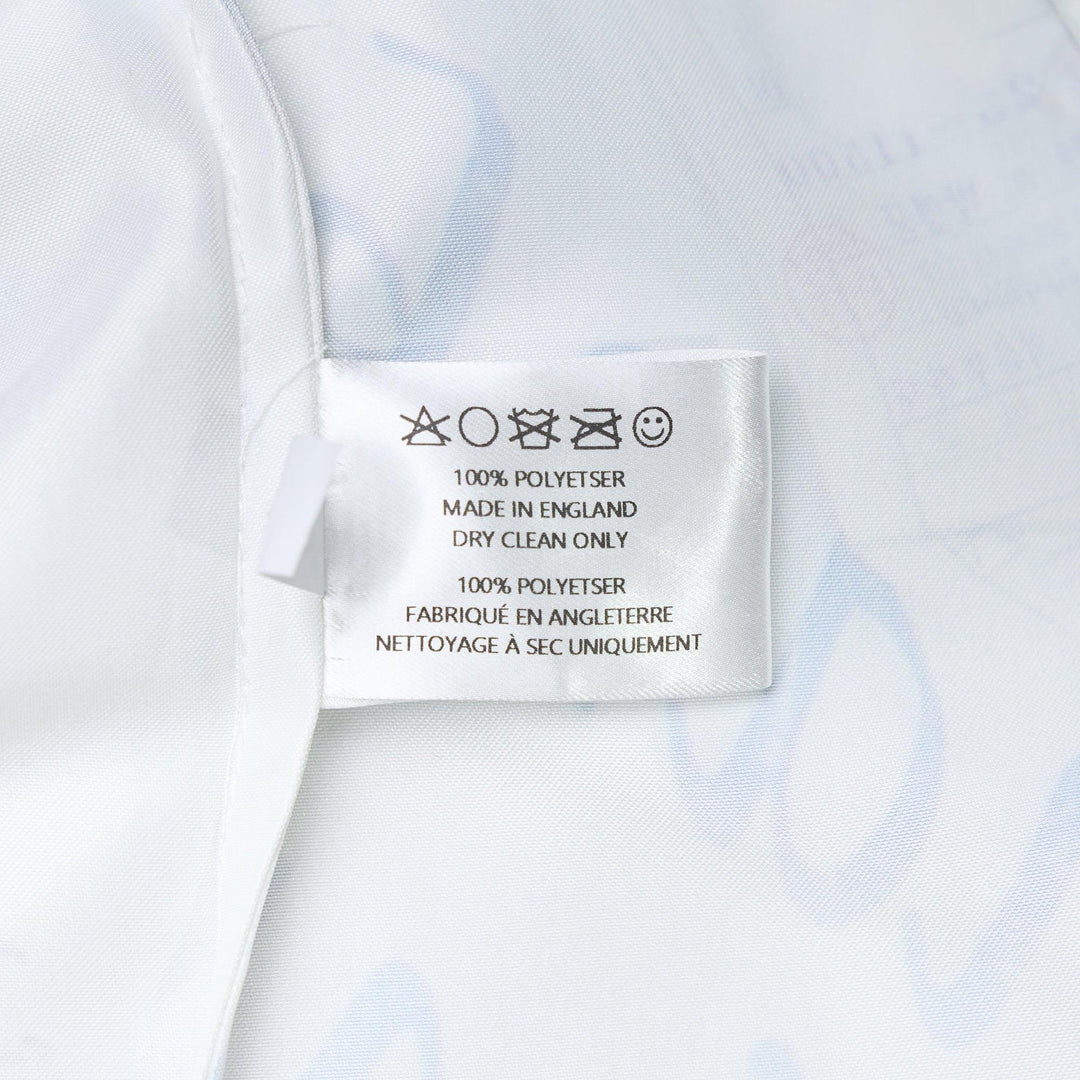 100% POLYETSER
MADE IN ENGLAND
DRY CLEAN ONLY
100% POLYETSER
FABRIQUÉ EN ANGLETERRE
NETTOYAGE À SEC UNIQUEMENT